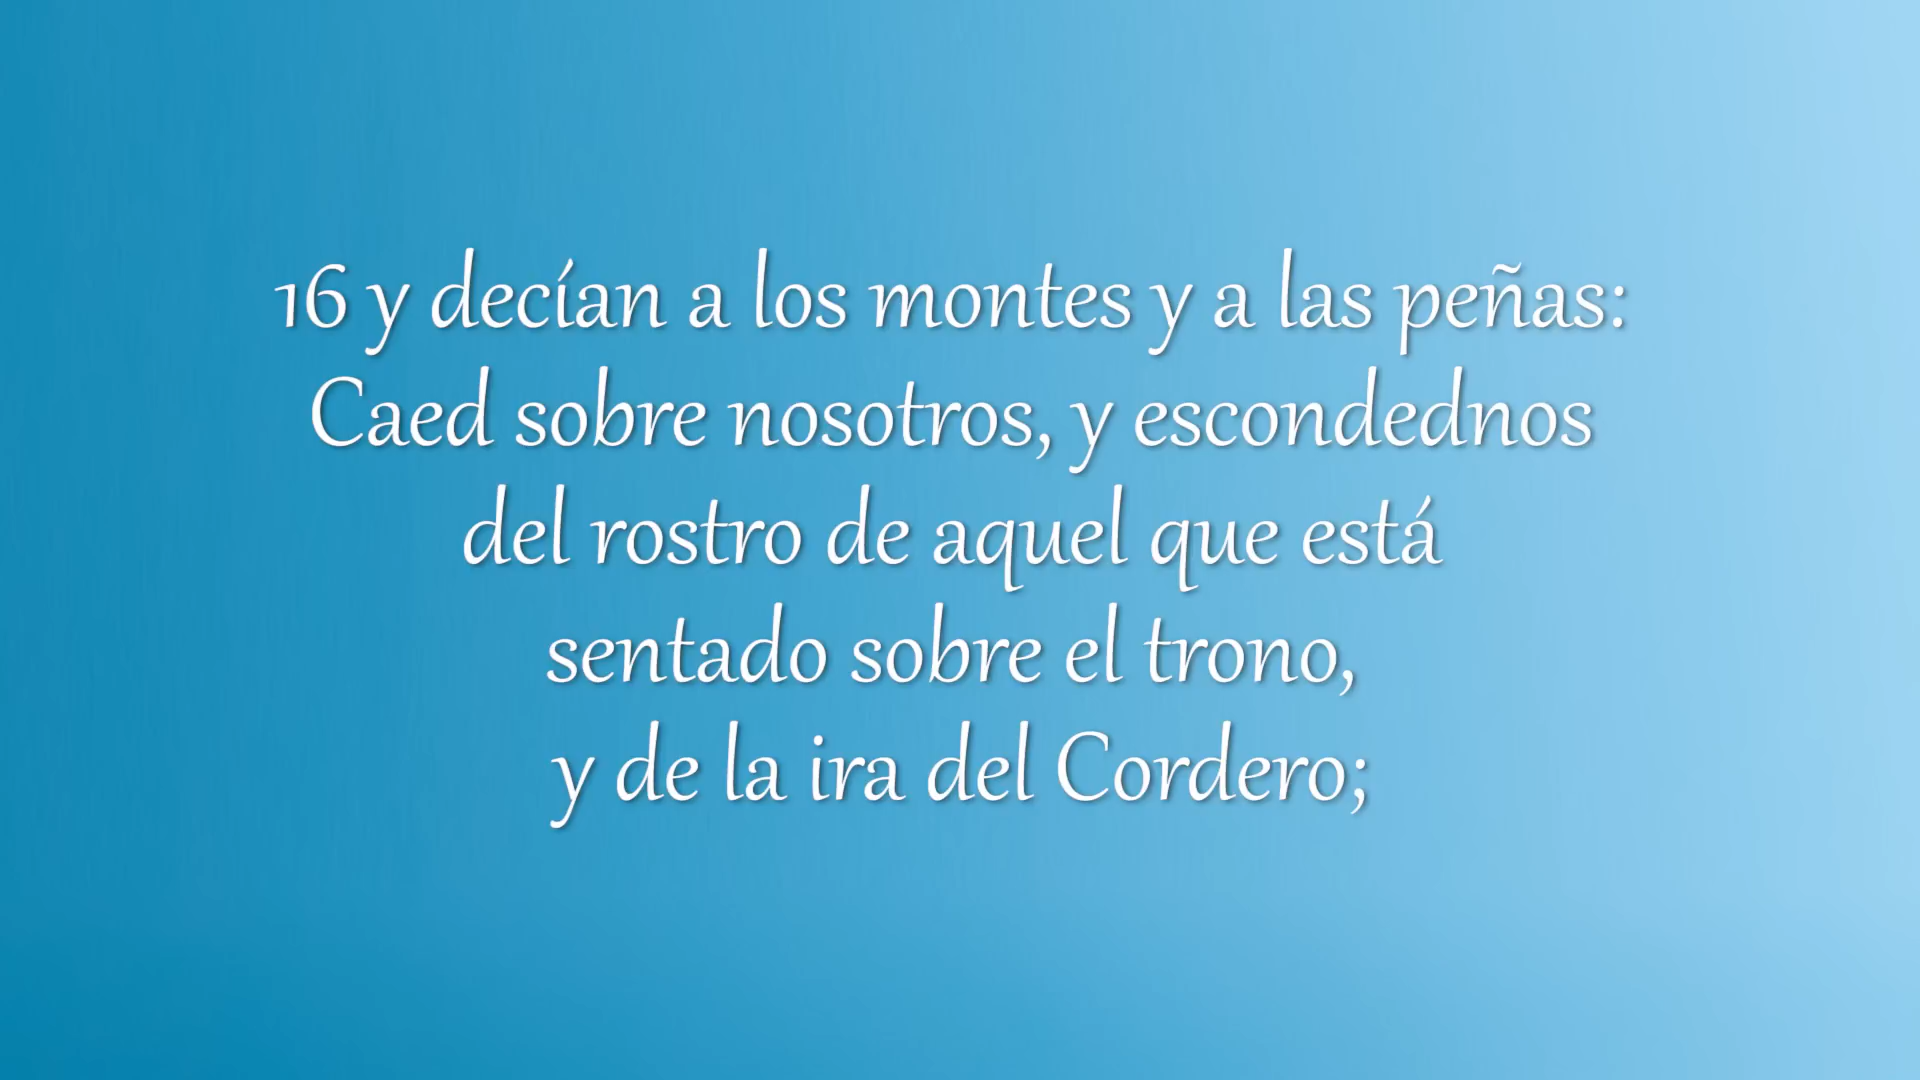 16 y decían a los montes y a las peñas:
Caed sobre nosotros, y escondednos
del rostro de aquel que está
sentado sobre el trono,
y de la ira del Cordero;